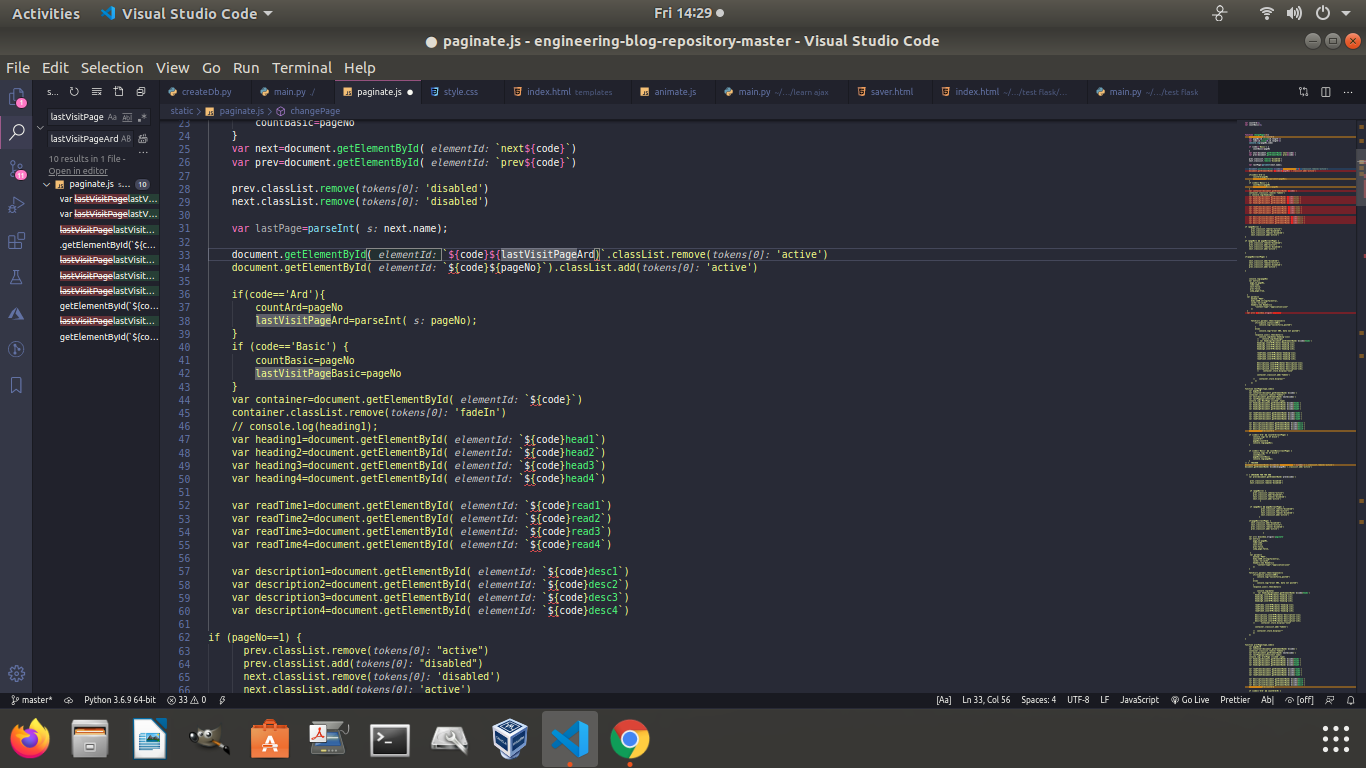 Activities Visual Studio Code Fri 14:29
paginate.js - engineering-blog-repository-master - Visual Studio Code
File Edit Selection View Go Run Terminal Help
s...
createDb.py main.py / paginate.js style.css index.html templates animate.js main.py ~/.../learn ajax saver.html index.html ~/.../test flask/... main.py ~/.../test flask
static > paginate.js > changePage
lastVisitPage
lastVisitPageArd
10 results in 1 file -
Open in editor
paginate.js s... 10
var lastVisitPagelastV...
var lastVisitPagelastV...
lastVisitPagelastVisit...
.getElementById(`${c...
lastVisitPagelastVisit...
lastVisitPagelastVisit...
lastVisitPagelastVisit...
getElementById(`${co...
lastVisitPagelastVisit...
getElementById(`${co...
23 countBasic=pageNo
24 }
25 var next=document.getElementById( elementId: `next${code}`)
26 var prev=document.getElementById( elementId: `prev${code}`)
27
28 prev.classList.remove(tokens[0]: 'disabled')
29 next.classList.remove(tokens[0]: 'disabled')
30
31 var lastPage=parseInt( s: next.name);
32
33 document.getElementById( elementId: `${code}${lastVisitPageArd}`.classList.remove(tokens[0]: 'active')
34 document.getElementById( elementId: `${code}${pageNo}`).classList.add(tokens[0]: 'active')
35
36 if(code=='Ard'){
37 countArd=pageNo
38 lastVisitPageArd=parseInt( s: pageNo);
39 }
40 if (code=='Basic') {
41 countBasic=pageNo
42 lastVisitPageBasic=pageNo
43 }
44 var container=document.getElementById( elementId: `${code}`)
45 container.classList.remove(tokens[0]: 'fadeIn')
46 // console.log(heading1);
47 var heading1=document.getElementById( elementId: `${code}head1`)
48 var heading2=document.getElementById( elementId: `${code}head2`)
49 var heading3=document.getElementById( elementId: `${code}head3`)
50 var heading4=document.getElementById( elementId: `${code}head4`)
51
52 var readTime1=document.getElementById( elementId: `${code}read1`)
53 var readTime2=document.getElementById( elementId: `${code}read2`)
54 var readTime3=document.getElementById( elementId: `${code}read3`)
55 var readTime4=document.getElementById( elementId: `${code}read4`)
56
57 var description1=document.getElementById( elementId: `${code}desc1`)
58 var description2=document.getElementById( elementId: `${code}desc2`)
59 var description3=document.getElementById( elementId: `${code}desc3`)
60 var description4=document.getElementById( elementId: `${code}desc4`)
61
62 if (pageNo==1) {
63 prev.classList.remove(tokens[0]: "active")
64 prev.classList.add(tokens[0]: "disabled")
65 next.classList.remove(tokens[0]: 'disabled')
66 next.classList.add(tokens[0]: 'active')
master* Python 3.6.9 64-bit 33 0 [Aa] Ln 33, Col 56 Spaces: 4 UTF-8 LF JavaScript Go Live Prettier Ab| [off]